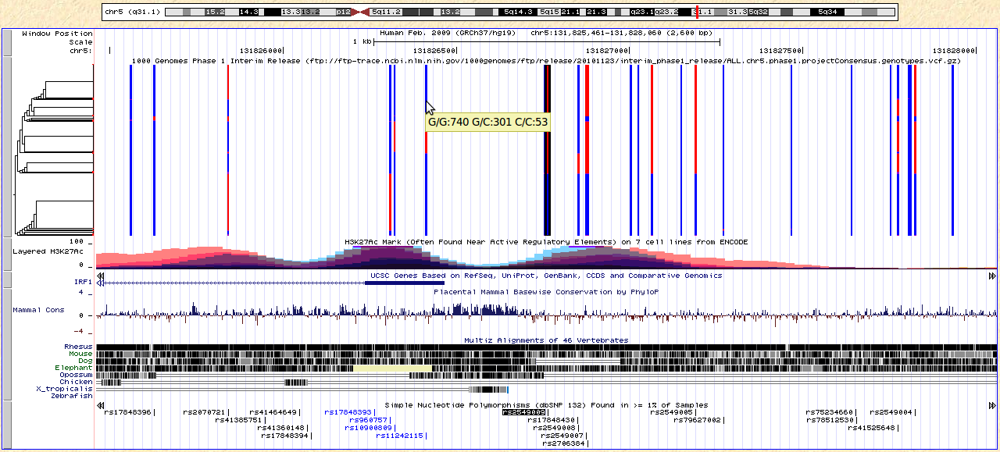 chr5 (q31.1) 15.2 14.3 13.3 13.2 p12 5q11.2 13.2 5q14.3 5q15 21.1 21.3 q23.1 q23.2 31.1 31.3 5q32 5q34
Window Position Human Feb. 2009 (GRCh37/hg19) chr5:131,825,461-131,828,060 (2,600 bp)
Scale 1 kb
chr5: 131826000 131826500 131827000 131827500 131828000
1000 Genomes Phase 1 Interim Release (ftp://ftp-trace.ncbi.nlm.nih.gov/1000genomes/ftp/release/20101123/interim_phase1_release/ALL.chr5.phase1.projectConsensus.genotypes.vcf.gz)
G/G:740 G/C:301 C/C:53
H3K27Ac Mark (Often Found Near Active Regulatory Elements) on 7 cell lines from ENCODE
100
Layered H3K27Ac
0
UCSC Genes Based on RefSeq, UniProt, GenBank, CCDS and Comparative Genomics
IRF1
Placental Mammal Basewise Conservation by PhyloP
4
Mammal Cons
0
-4
Multiz Alignments of 46 Vertebrates
Rhesus
Mouse
Dog
Elephant
Opossum
Chicken
X_tropicalis
Zebrafish
Simple Nucleotide Polymorphisms (dbSNP 132) Found in >= 1% of Samples
rs17848396 rs2070721 rs41464649 rs17848393 rs2549003 rs2549005 rs75234660 rs2549004
rs41385751 rs960757 rs17848430 rs79627002 rs78512530
rs41360148 rs10900809 rs2549008 rs41525648
rs17848394 rs11242115 rs2549007
rs2706384